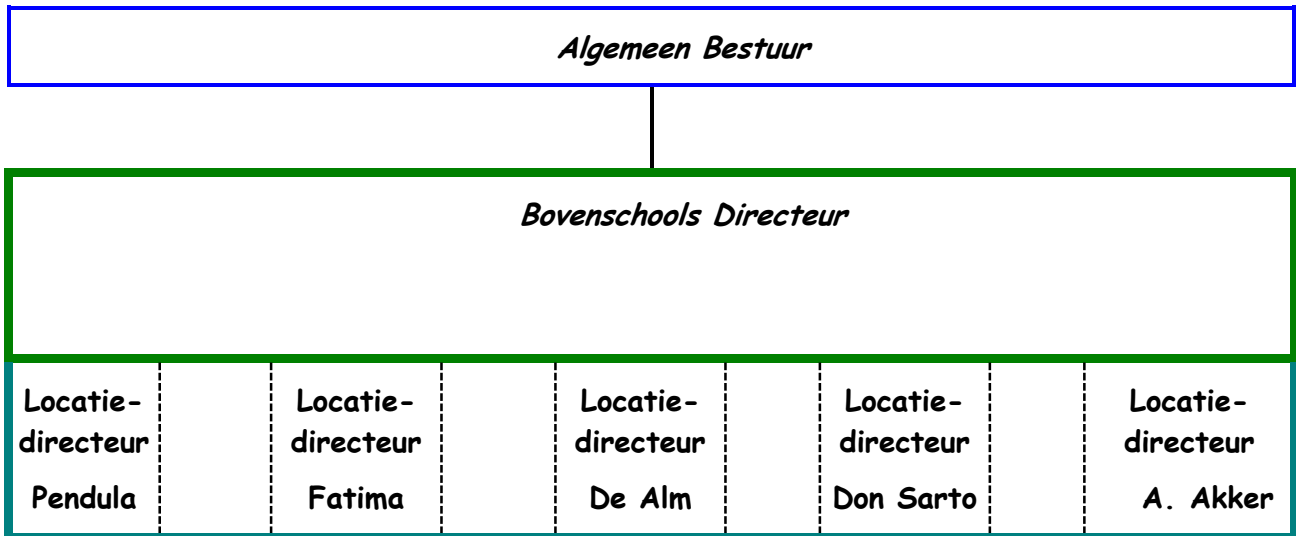 Algemeen Bestuur
Bovenschools Directeur
Locatie-
directeur
Pendula
Locatie-
directeur
Fatima
Locatie-
directeur
De Alm
Locatie-
directeur
Don Sarto
Locatie-
directeur
A. Akker